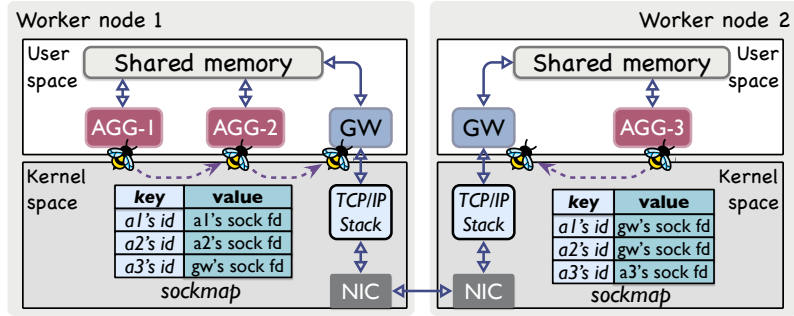 Worker node 1
User space
Shared memory
AGG-1
AGG-2
GW
Kernel space
key value
a1's id a1's sock fd
a2's id a2's sock fd
a3's id gw's sock fd
sockmap
TCP/IP
Stack
NIC
Worker node 2
User space
Shared memory
GW
AGG-3
Kernel space
TCP/IP
Stack
key value
a1's id gw's sock fd
a2's id gw's sock fd
a3's id a3's sock fd
sockmap
NIC